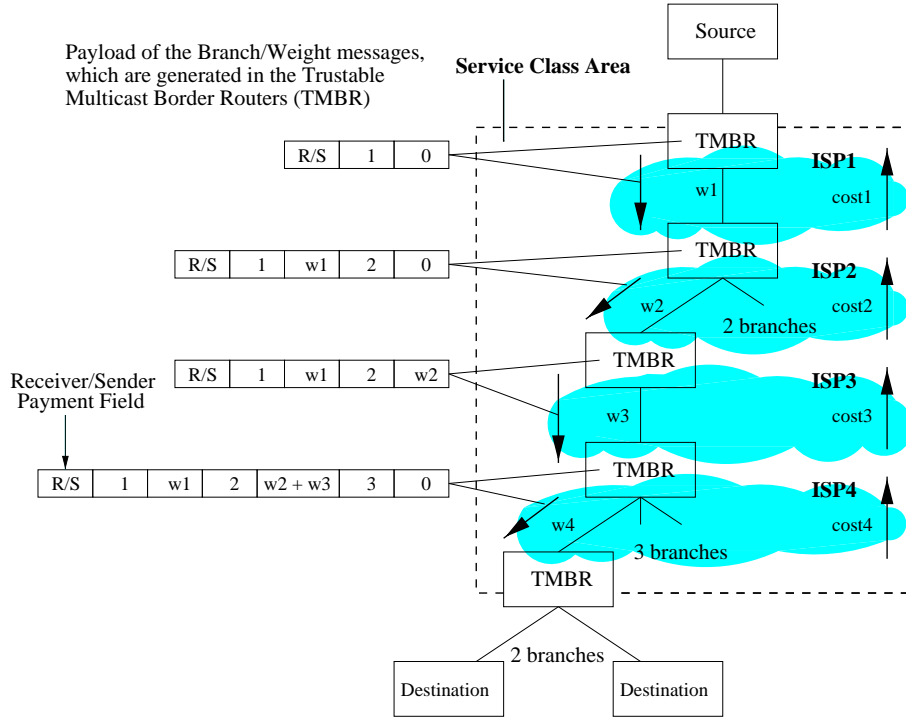 Source
Payload of the Branch/Weight messages,
which are generated in the Trustable
Multicast Border Routers (TMBR)
Service Class Area
TMBR
R/S 1 0
ISP1
w1
cost1
TMBR
R/S 1 w1 2 0
ISP2
w2
cost2
2 branches
TMBR
R/S 1 w1 2 w2
ISP3
Receiver/Sender
Payment Field
w3
cost3
TMBR
R/S 1 w1 2 w2 + w3 3 0
ISP4
w4
cost4
3 branches
TMBR
2 branches
Destination
Destination